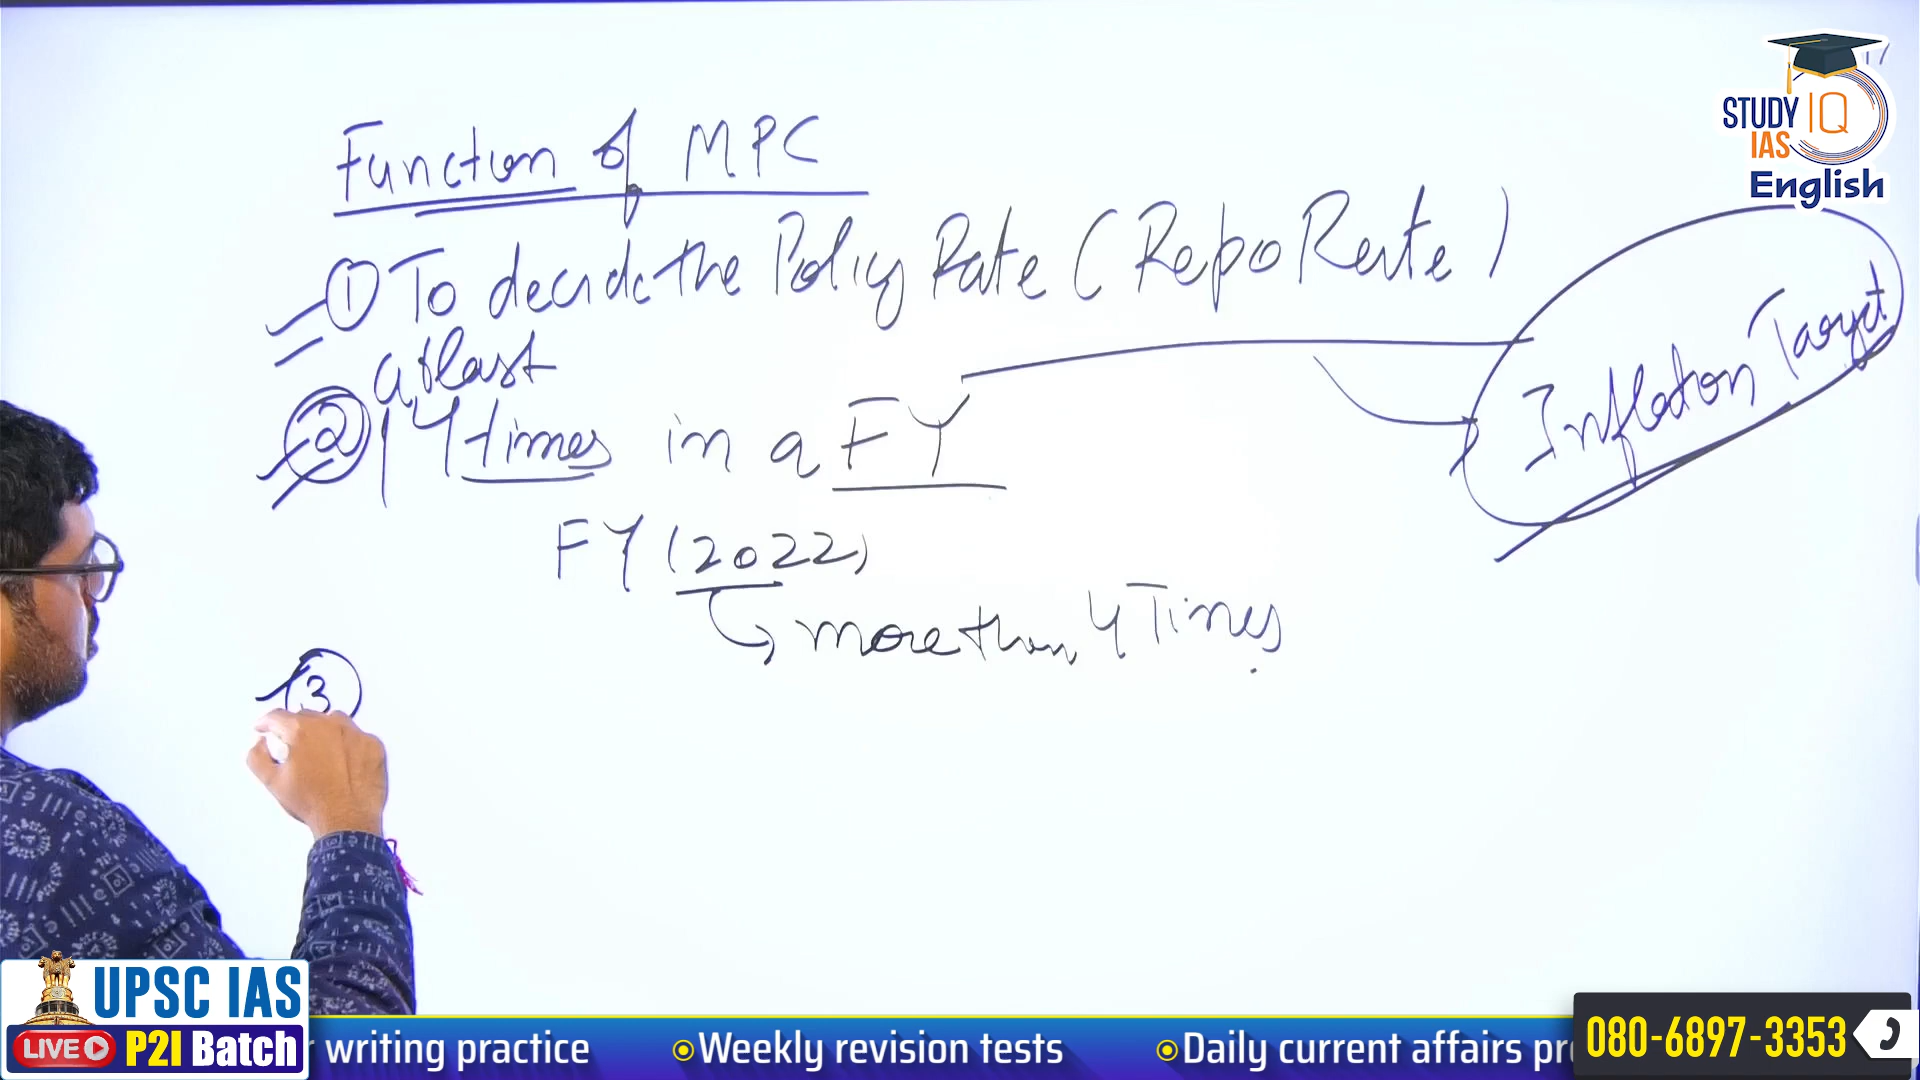 STUDY IQ
IAS
English
Function of MPC
① To decide the Policy Rate (Repo Rate)
atleast
② 4 times in a FY
Inflation Target
FY (2022)
more than 4 Times
③
UPSC IAS
LIVE P2I Batch
writing practice
Weekly revision tests
Daily current affairs
080-6897-3353